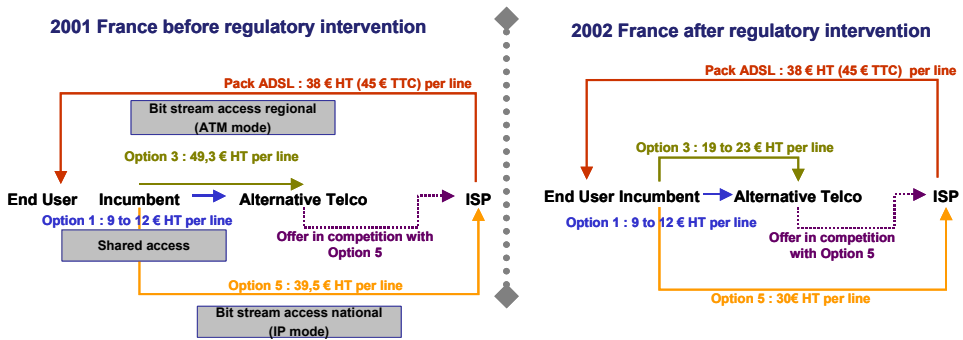 2001 France before regulatory intervention
Pack ADSL : 38 € HT (45 € TTC) per line
Bit stream access regional
(ATM mode)
Option 3 : 49,3 € HT per line
End User
Incumbent
Alternative Telco
ISP
Option 1 : 9 to 12 € HT per line
Shared access
Offer in competition with
Option 5
Option 5 : 39,5 € HT per line
Bit stream access national
(IP mode)
2002 France after regulatory intervention
Pack ADSL : 38 € HT (45 € TTC) per line
Option 3 : 19 to 23 € HT per line
End User
Incumbent
Alternative Telco
ISP
Option 1 : 9 to 12 € HT per line
Offer in competition
with Option 5
Option 5 : 30€ HT per line